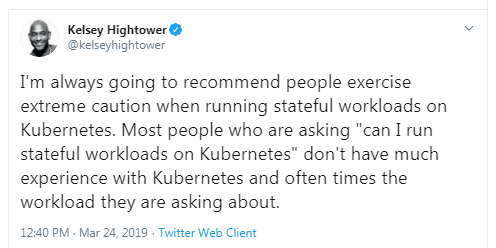 Kelsey Hightower
@kelseyhightower
I'm always going to recommend people exercise
extreme caution when running stateful workloads on
Kubernetes. Most people who are asking "can I run
stateful workloads on Kubernetes" don't have much
experience with Kubernetes and often times the
workload they are asking about.
12:40 PM · Mar 24, 2019 · Twitter Web Client